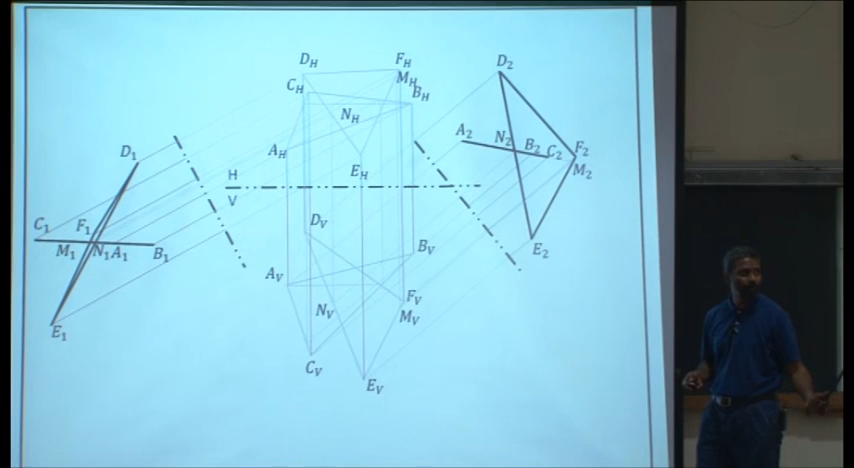 D_H F_H
M_H
C_H B_H
N_H
A_H
E_H
H
V
D_V
B_V
A_V
F_V
N_V M_V
C_V
E_V
D_1
C_1 F_1
M_1 N_1 A_1 B_1
E_1
D_2
A_2 N_2 B_2 C_2 F_2
M_2
E_2